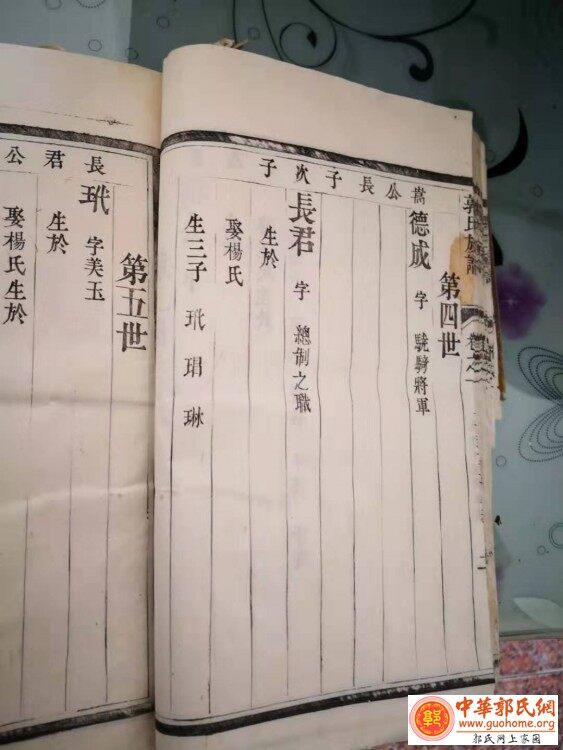 郭氏族譜
第四世
嵩公長子
德成 字 驍騎將軍
次子
長君 字 總制之職
生於
娶楊氏
生三子 玭 琄 琳
第五世
長君公
玭 字美玉
生於
娶楊氏生於
中華郭氏網
www.guohome.org
郭氏网上家园